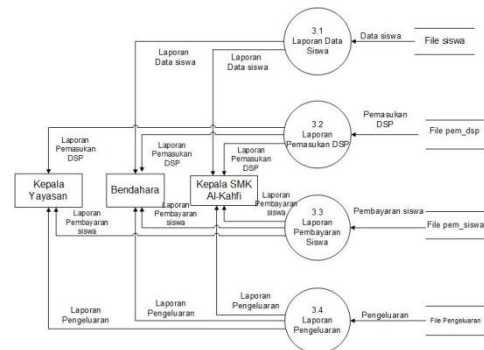 3.1
Laporan Data
Siswa
Data siswa
File siswa
Laporan
Data siswa
Laporan
Data siswa
3.2
Laporan
Pemasukan DSP
Pemasukan
DSP
File pem_dsp
Laporan
Pemasukan
DSP
Laporan
Pemasukan
DSP
Laporan
Pemasukan
DSP
Kepala
Yayasan
Bendahara
Kepala SMK
Al-Kahfi
Laporan
Pembayaran
siswa
Laporan
Pembayaran
siswa
Laporan
Pembayaran
siswa
3.3
Laporan
Pembayaran
Siswa
Pembayaran siswa
File pem_siswa
Laporan
Pengeluaran
Laporan
Pengeluaran
Laporan
Pengeluaran
3.4
Laporan
Pengeluaran
Pengeluaran
File Pengeluaran